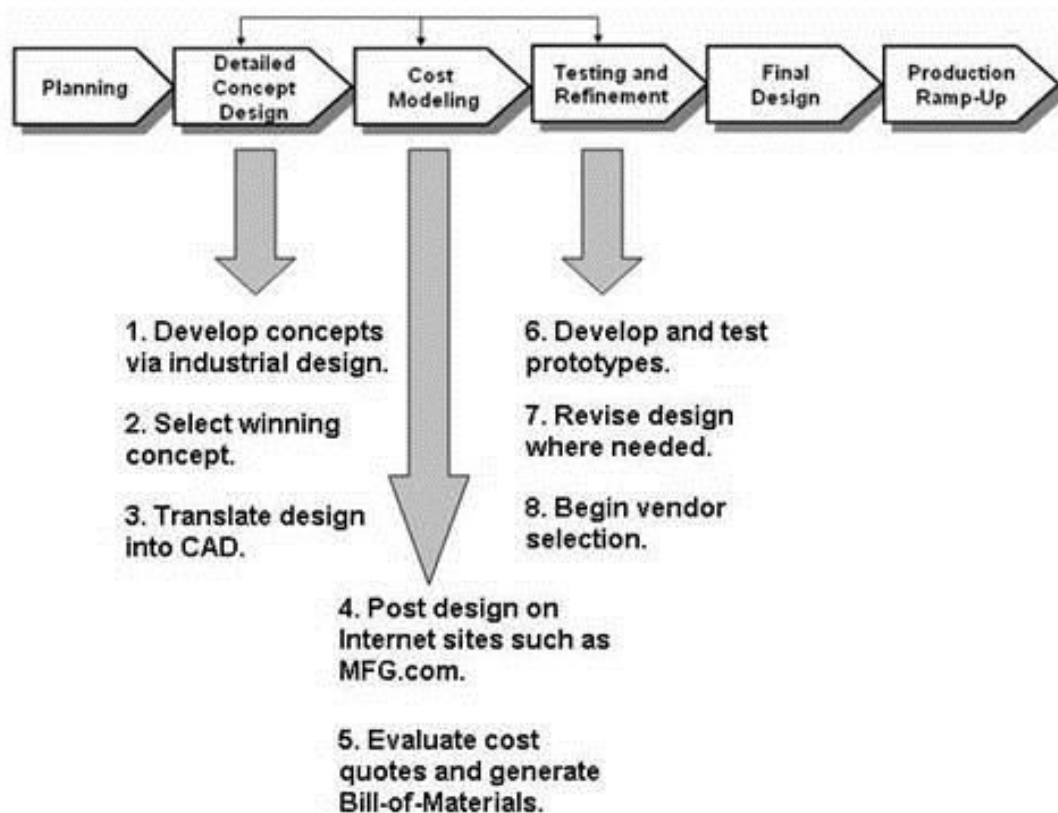 Planning
Detailed
Concept
Design
Cost
Modeling
Testing and
Refinement
Final
Design
Production
Ramp-Up
1. Develop concepts
via industrial design.
2. Select winning
concept.
3. Translate design
into CAD.
4. Post design on
Internet sites such as
MFG.com.
5. Evaluate cost
quotes and generate
Bill-of-Materials.
6. Develop and test
prototypes.
7. Revise design
where needed.
8. Begin vendor
selection.